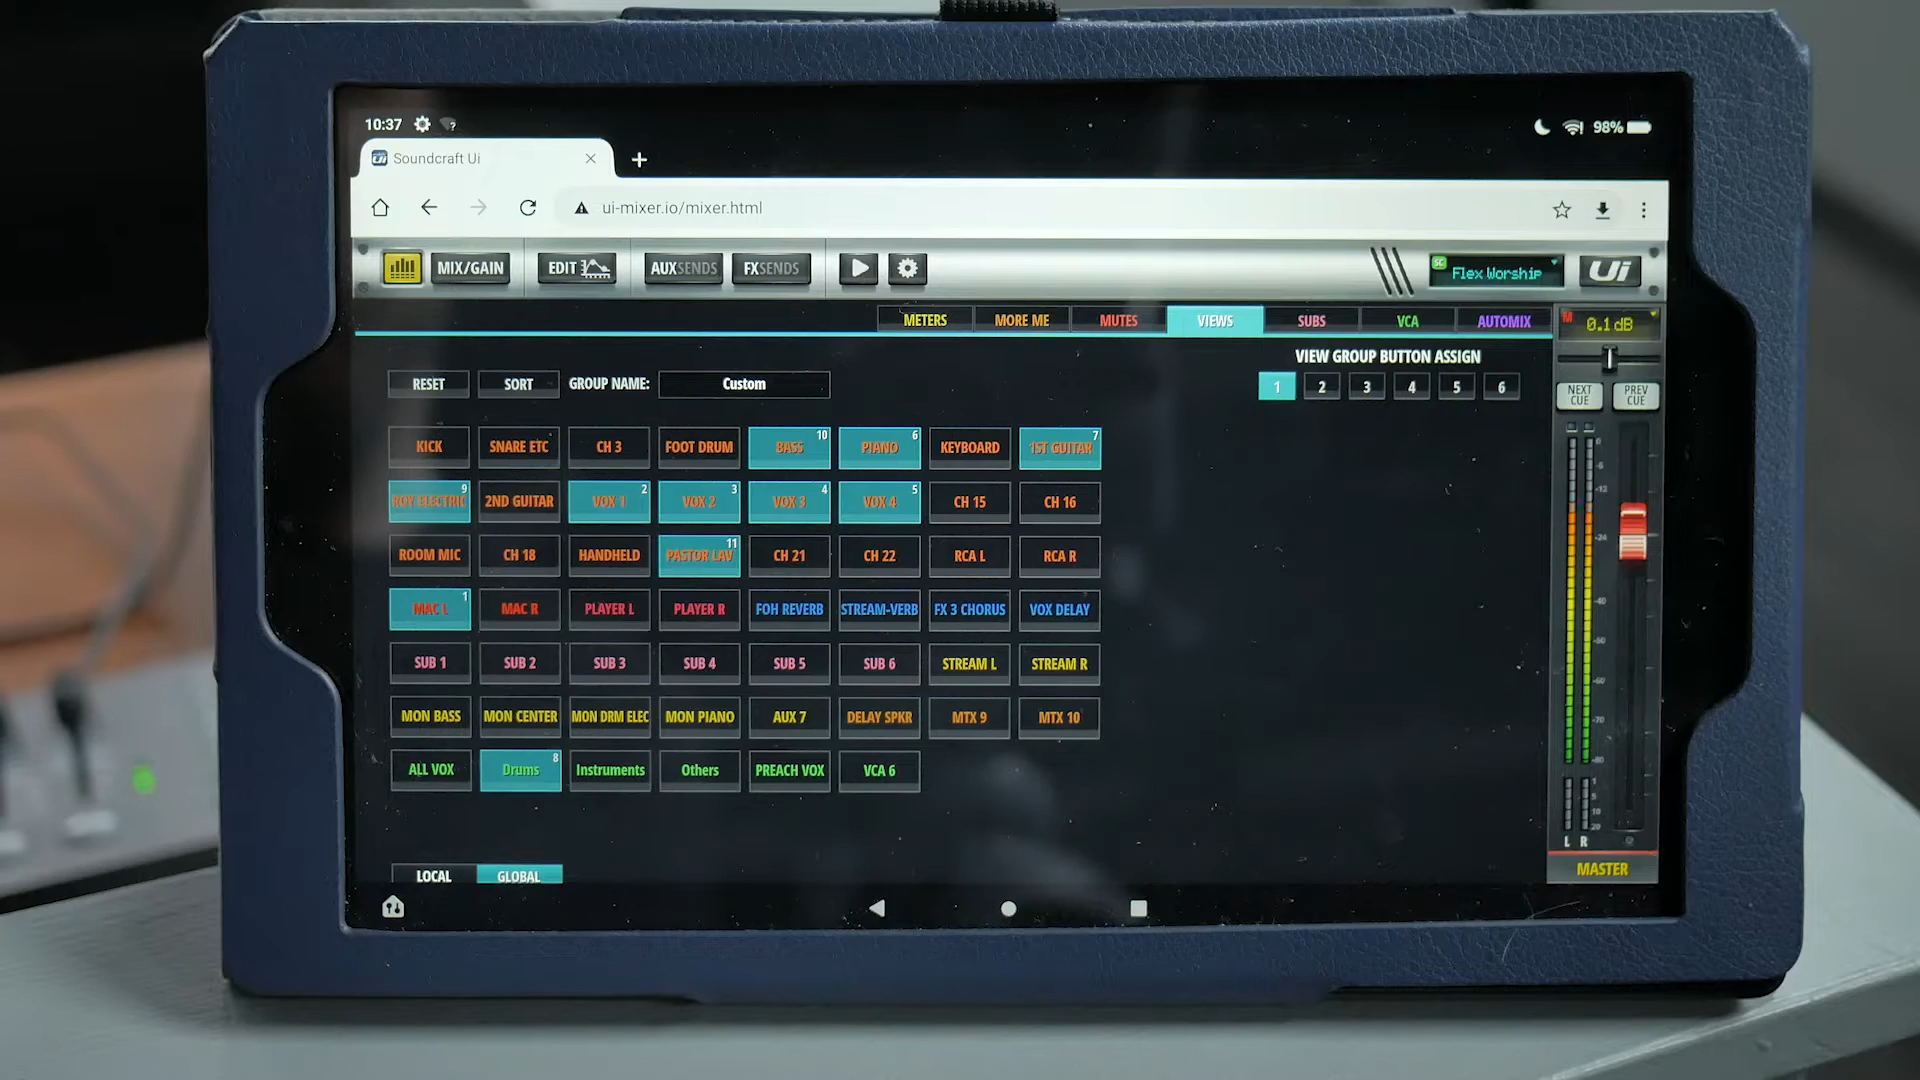 10:37 98%
Soundcraft Ui
ui-mixer.io/mixer.html
MIX/GAIN EDIT AUXSENDS FXSENDS Flex Worship Ui
METERS MORE ME MUTES VIEWS SUBS VCA AUTOMIX M 0.1 dB
VIEW GROUP BUTTON ASSIGN
RESET SORT GROUP NAME: Custom 1 2 3 4 5 6 NEXT CUE PREV CUE
KICK SNARE ETC CH 3 FOOT DRUM BASS 10 PIANO 6 KEYBOARD 1ST GUITAR 7
ROY ELECTRIC 9 2ND GUITAR VOX 1 2 VOX 2 3 VOX 3 4 VOX 4 5 CH 15 CH 16
ROOM MIC CH 18 HANDHELD PASTOR LAV 11 CH 21 CH 22 RCA L RCA R
MAC L 1 MAC R PLAYER L PLAYER R FOH REVERB STREAM-VERB FX 3 CHORUS VOX DELAY
SUB 1 SUB 2 SUB 3 SUB 4 SUB 5 SUB 6 STREAM L STREAM R
MON BASS MON CENTER MON DRM ELEC MON PIANO AUX 7 DELAY SPKR MTX 9 MTX 10
ALL VOX Drums 8 Instruments Others PREACH VOX VCA 6
L R
LOCAL GLOBAL MASTER